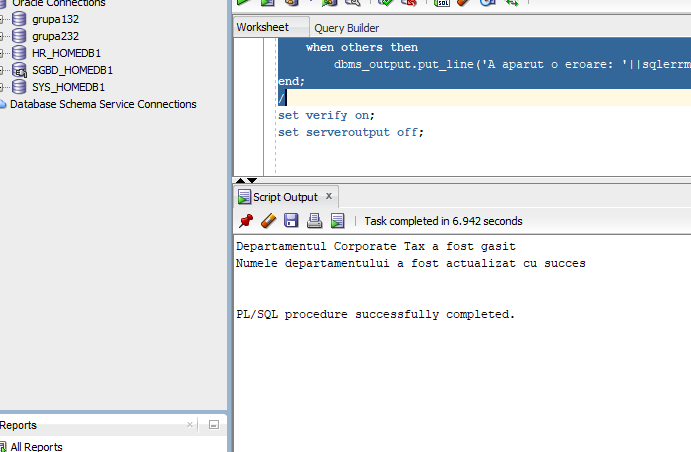 Oracle Connections
grupa132
grupa232
HR_HOMEDB1
SGBD_HOMEDB1
SYS_HOMEDB1
Database Schema Service Connections
Reports
All Reports
SQL
Worksheet
Query Builder
when others then
dbms_output.put_line('A aparut o eroare: '||sqlerrm
end;
/
set verify on;
set serveroutput off;
Script Output x
Task completed in 6.942 seconds
Departamentul Corporate Tax a fost gasit
Numele departamentului a fost actualizat cu succes
PL/SQL procedure successfully completed.